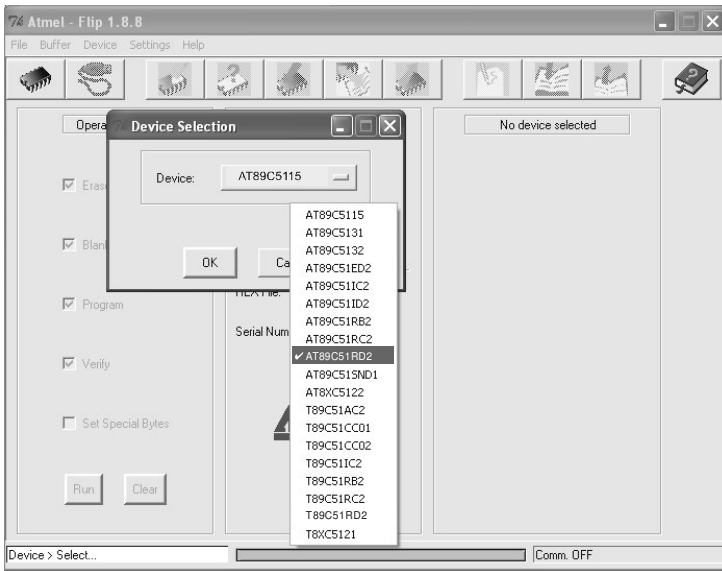 Atmel - Flip 1.8.8
File Buffer Device Settings Help
Device Selection
No device selected
Device: AT89C5115
OK
Program
Serial Num
Verify
Set Special Bytes
Run Clear
AT89C5115
AT89C5131
AT89C5132
AT89C51ED2
AT89C51IC2
AT89C51ID2
AT89C51RB2
AT89C51RC2
AT89C51RD2
AT89C51SND1
AT8XC5122
T89C51AC2
T89C51CC01
T89C51CC02
T89C51IC2
T89C51RB2
T89C51RC2
T89C51RD2
T8XC5121
Device > Select...
Comm. OFF